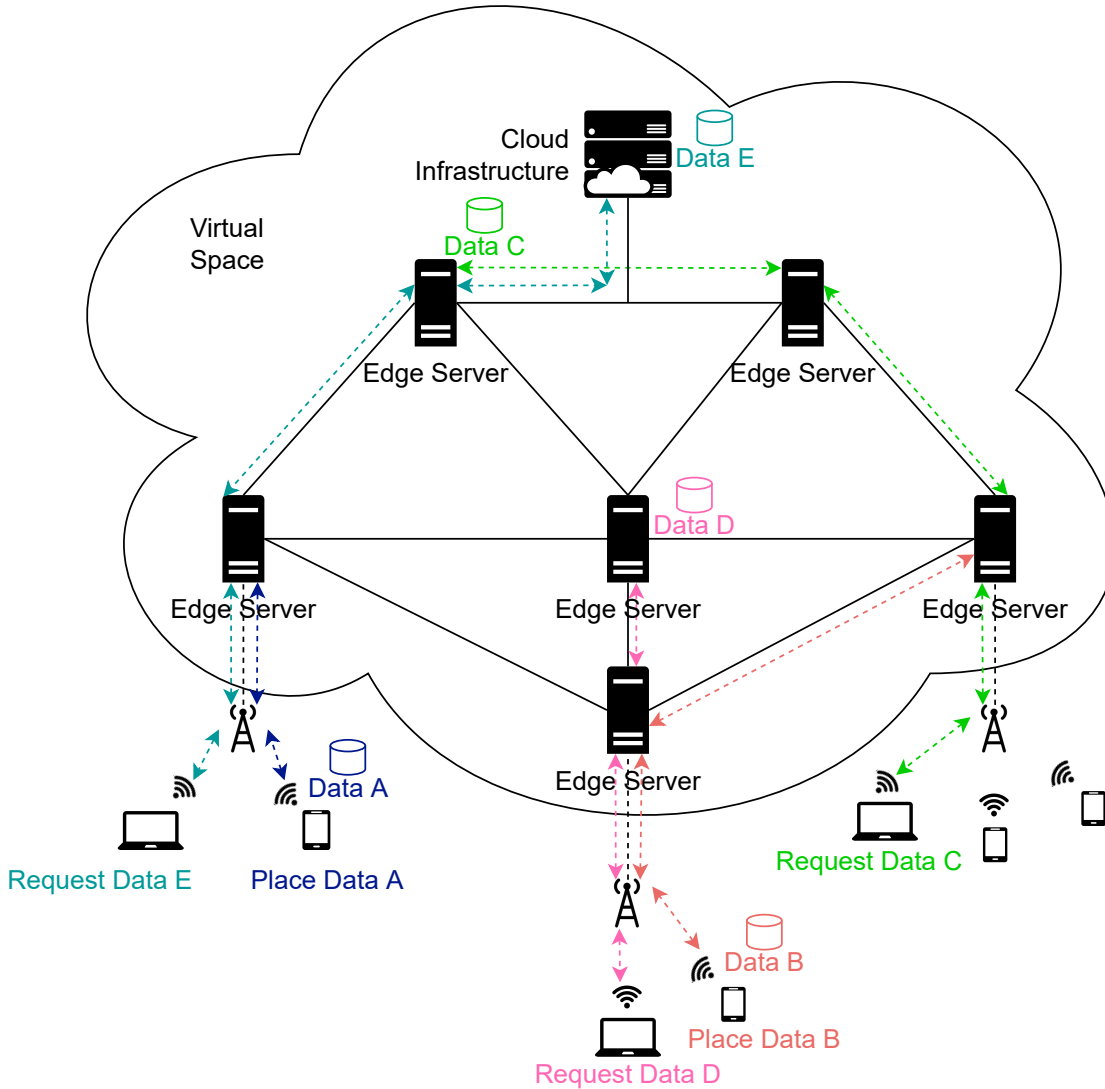 Cloud
Infrastructure
Data E
Virtual
Space
Data C
Edge Server
Edge Server
Data D
Edge Server
Edge Server
Edge Server
Edge Server
Data A
Request Data E
Place Data A
Request Data C
Data B
Place Data B
Request Data D